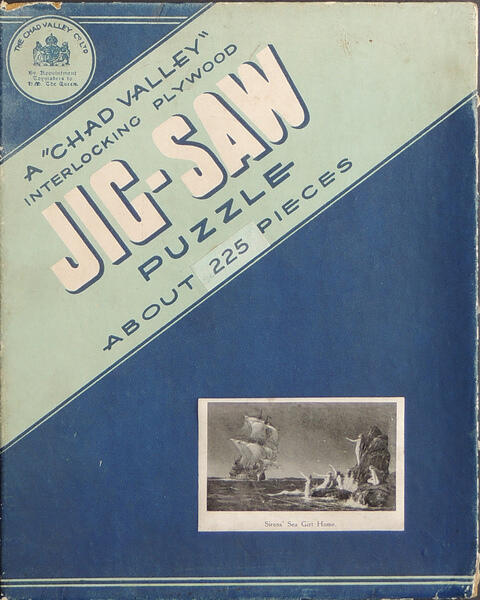 THE CHAD VALLEY CO LTD
By Appointment
Toymakers to
H.M. The Queen
A "CHAD VALLEY"
INTERLOCKING PLYWOOD
JIG-SAW
PUZZLE
ABOUT 225 PIECES
Sirens' Sea Girt Home.